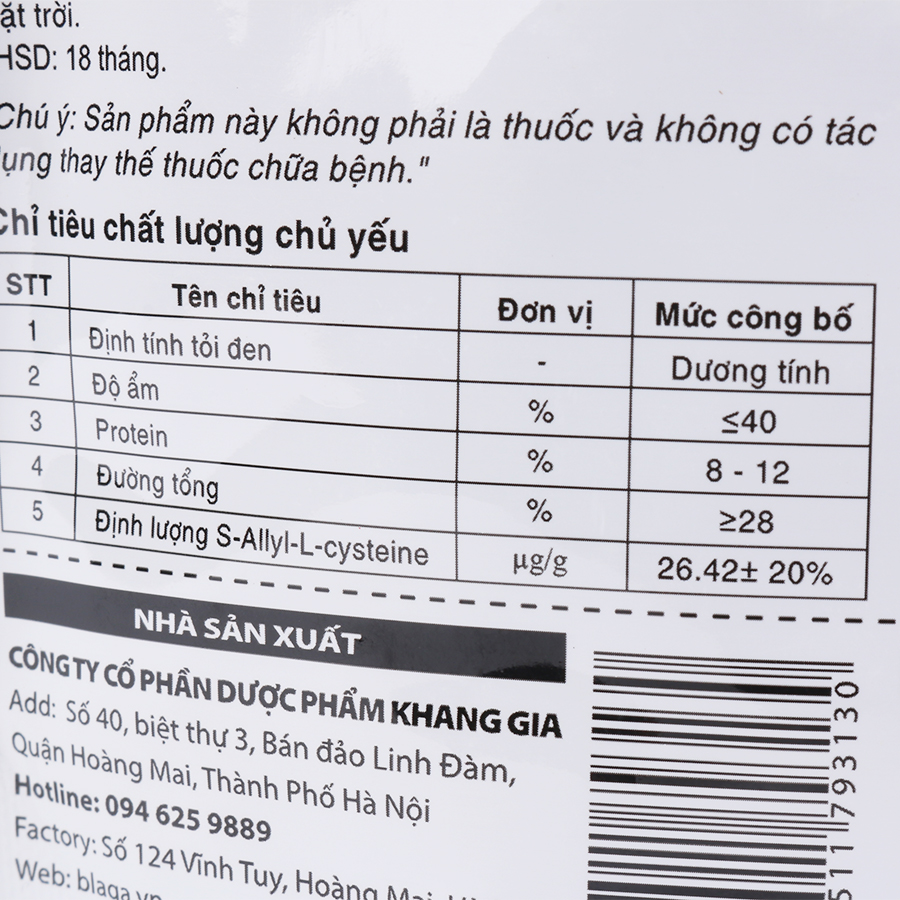 ặt trời.
HSD: 18 tháng.
Chú ý: Sản phẩm này không phải là thuốc và không có tác
dụng thay thế thuốc chữa bệnh."
Chỉ tiêu chất lượng chủ yếu
STT Tên chỉ tiêu Đơn vị Mức công bố
1 Định tính tỏi đen - Dương tính
2 Độ ẩm % ≤40
3 Protein % 8 - 12
4 Đường tổng % ≥28
5 Định lượng S-Allyl-L-cysteine µg/g 26.42± 20%
NHÀ SẢN XUẤT
CÔNG TY CỔ PHẦN DƯỢC PHẨM KHANG GIA
Add: Số 40, biệt thự 3, Bán đảo Linh Đàm,
Quận Hoàng Mai, Thành Phố Hà Nội
Hotline: 094 625 9889
Factory: Số 124 Vĩnh Tuy, Hoàng Mai,
Web: blaga.vn
511793130